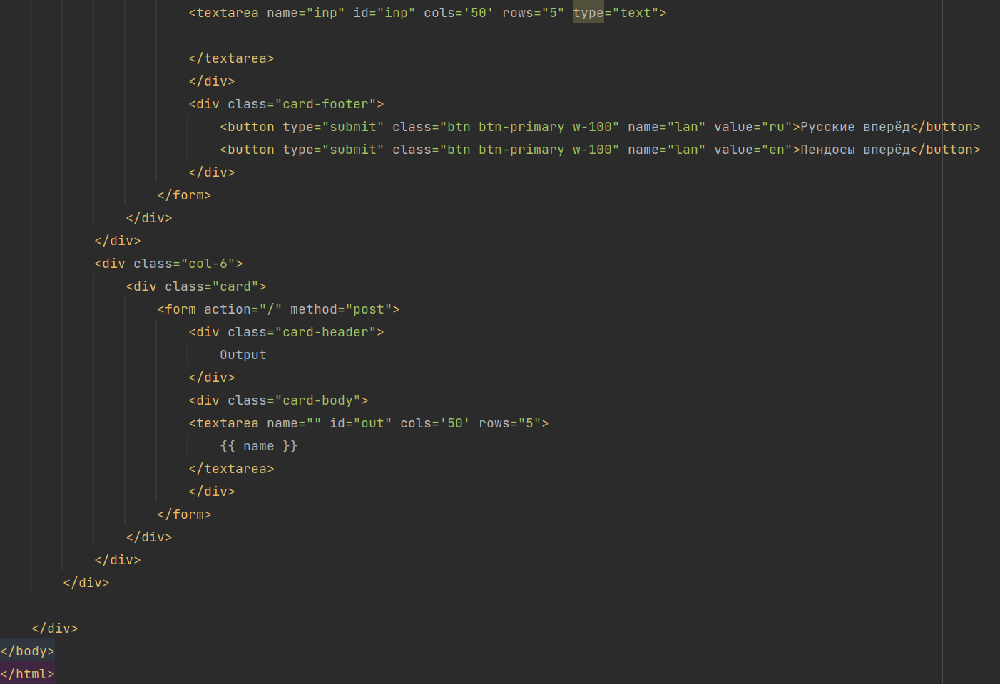 <textarea name="inp" id="inp" cols='50' rows="5" type="text">
</textarea>
</div>
<div class="card-footer">
<button type="submit" class="btn btn-primary w-100" name="lan" value="ru">Русские вперёд</button>
<button type="submit" class="btn btn-primary w-100" name="lan" value="en">Пендосы вперёд</button>
</div>
</form>
</div>
</div>
<div class="col-6">
<div class="card">
<form action="/" method="post">
<div class="card-header">
Output
</div>
<div class="card-body">
<textarea name="" id="out" cols='50' rows="5">
{{ name }}
</textarea>
</div>
</form>
</div>
</div>
</div>
</div>
</body>
</html>